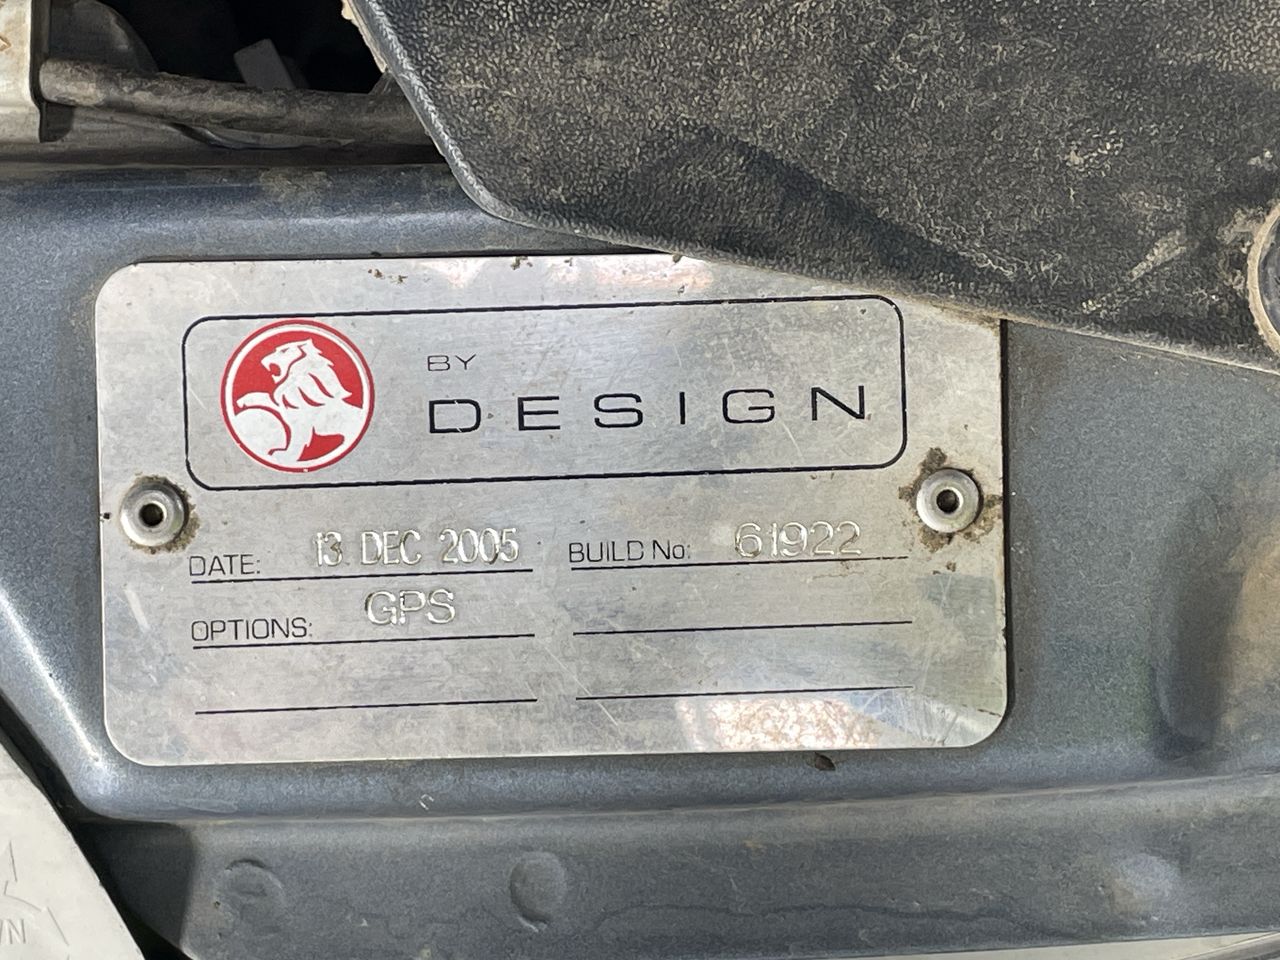 BY
DESIGN
DATE: 13 DEC 2005 BUILD No: 61922
OPTIONS: GPS